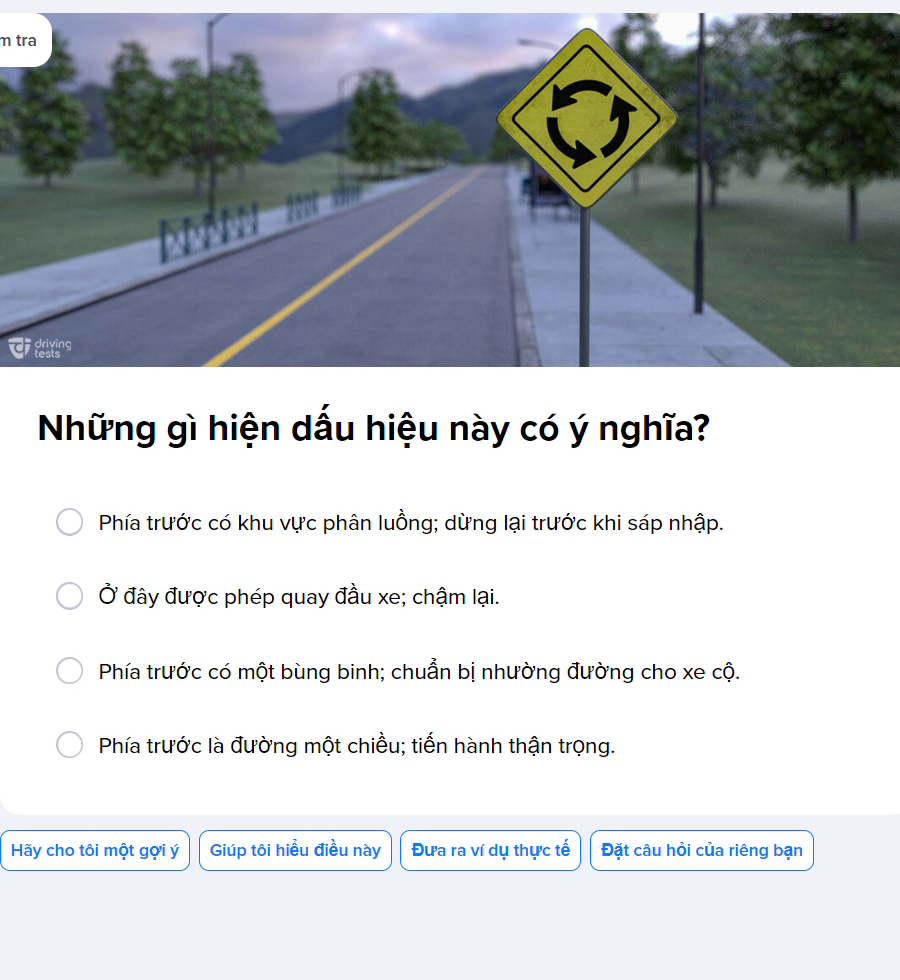 m tra
driving
tests
Những gì hiện dấu hiệu này có ý nghĩa?
Phía trước có khu vực phân luồng; dừng lại trước khi sáp nhập.
Ở đây được phép quay đầu xe; chậm lại.
Phía trước có một bùng binh; chuẩn bị nhường đường cho xe cộ.
Phía trước là đường một chiều; tiến hành thận trọng.
Hãy cho tôi một gợi ý
Giúp tôi hiểu điều này
Đưa ra ví dụ thực tế
Đặt câu hỏi của riêng bạn